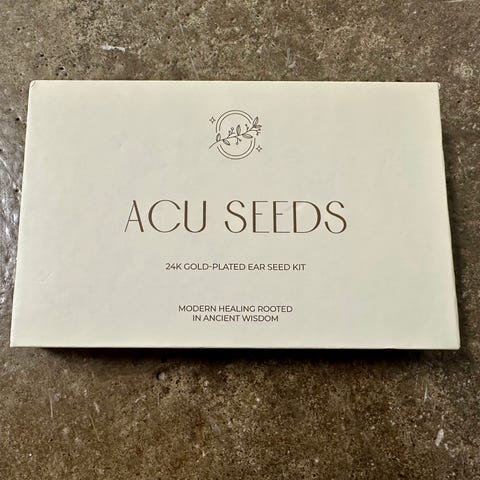 ACU SEEDS
24K GOLD-PLATED EAR SEED KIT
MODERN HEALING ROOTED
IN ANCIENT WISDOM